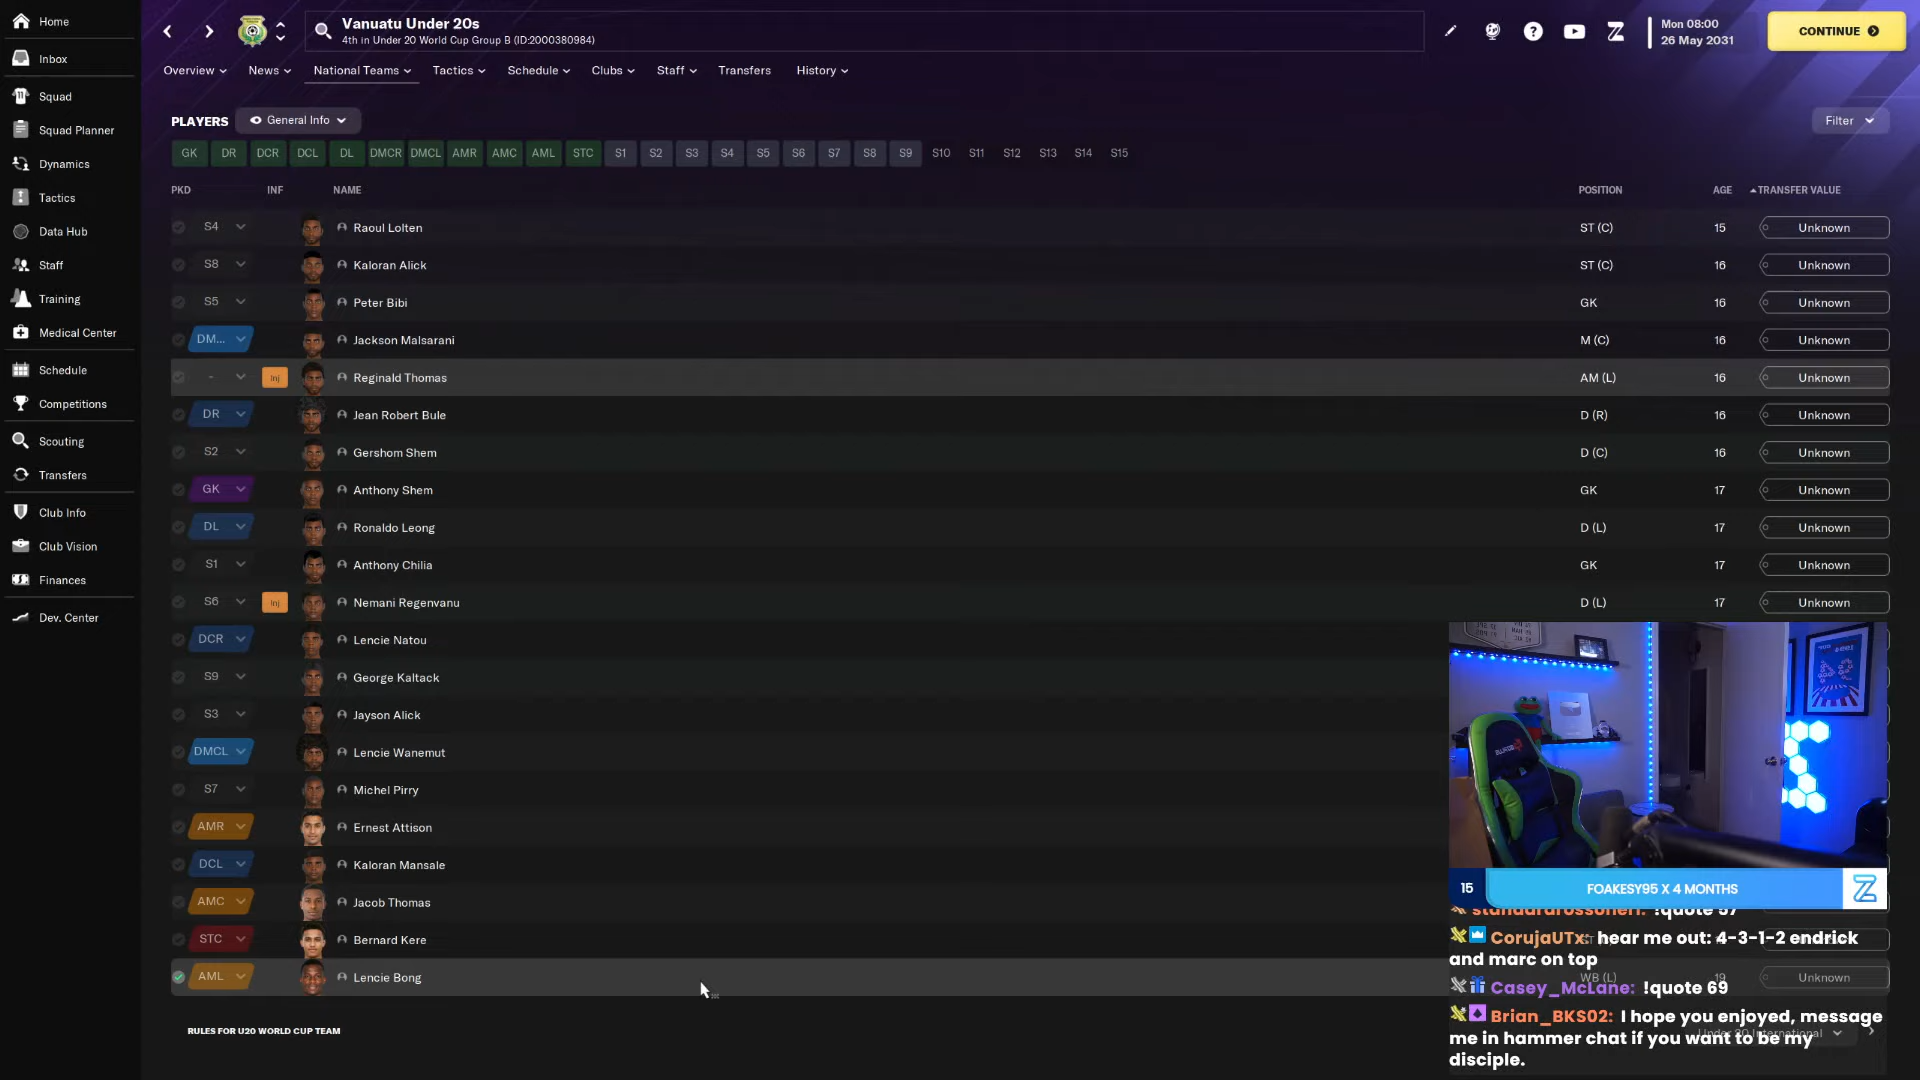 Home
Inbox
Squad
Squad Planner
Dynamics
Tactics
Data Hub
Staff
Training
Medical Center
Schedule
Competitions
Scouting
Transfers
Club Info
Club Vision
Finances
Dev. Center
Vanuatu Under 20s
4th in Under 20 World Cup Group B (ID:2000380984)
Mon 08:00
26 May 2031
CONTINUE
Overview News National Teams Tactics Schedule Clubs Staff Transfers History
PLAYERS General Info Filter
GK DR DCR DCL DL DMCR DMCL AMR AMC AML STC S1 S2 S3 S4 S5 S6 S7 S8 S9 S10 S11 S12 S13 S14 S15
PKD INF NAME POSITION AGE TRANSFER VALUE
S4 Raoul Lolten ST (C) 15 Unknown
S8 Kaloran Alick ST (C) 16 Unknown
S5 Peter Bibi GK 16 Unknown
DM... Jackson Malsarani M (C) 16 Unknown
- Inj Reginald Thomas AM (L) 16 Unknown
DR Jean Robert Bule D (R) 16 Unknown
S2 Gershom Shem D (C) 16 Unknown
GK Anthony Shem GK 17 Unknown
DL Ronaldo Leong D (L) 17 Unknown
S1 Anthony Chilia GK 17 Unknown
S6 Inj Nemani Regenvanu D (L) 17 Unknown
DCR Lencie Natou
S9 George Kaltack
S3 Jayson Alick
DMCL Lencie Wanemut
S7 Michel Pirry
AMR Ernest Attison
DCL Kaloran Mansale
AMC Jacob Thomas
STC Bernard Kere
AML Lencie Bong WB (L) 19 Unknown
RULES FOR U20 WORLD CUP TEAM
Under 20 International
15 FOAKESY95 X 4 MONTHS
!quote 57
CorujaUTx: hear me out: 4-3-1-2 endrick
and marc on top
Casey_McLane: !quote 69
Brian_BKS02: I hope you enjoyed, message
me in hammer chat if you want to be my
disciple.